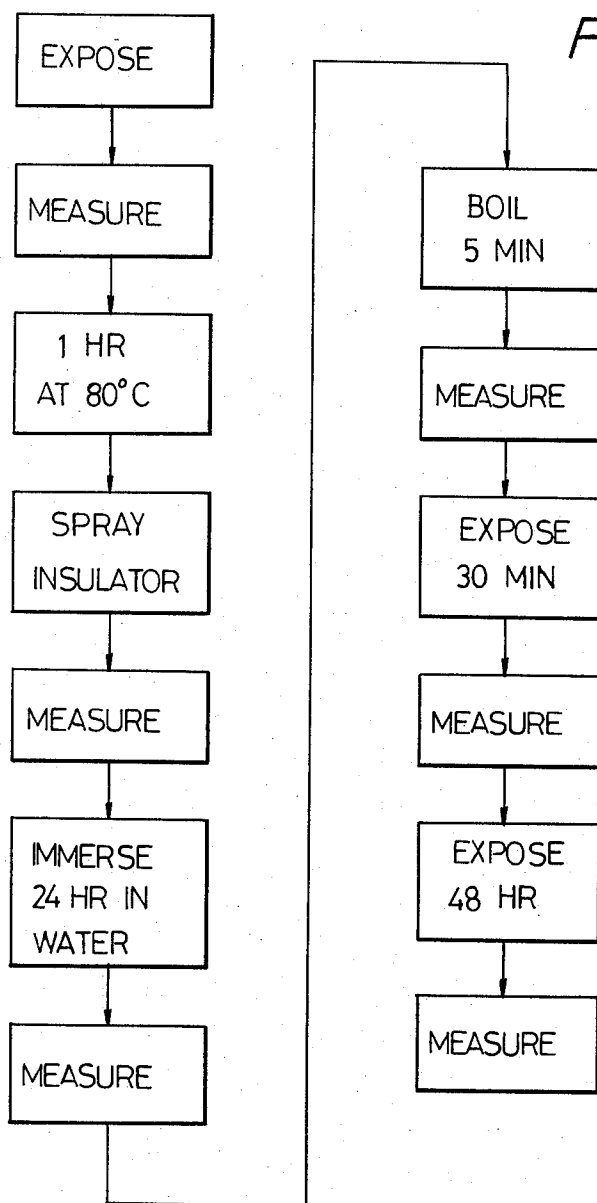 EXPOSE
MEASURE
1 HR
AT 80°C
SPRAY
INSULATOR
MEASURE
IMMERSE
24 HR IN
WATER
MEASURE
BOIL
5 MIN
MEASURE
EXPOSE
30 MIN
MEASURE
EXPOSE
48 HR
MEASURE